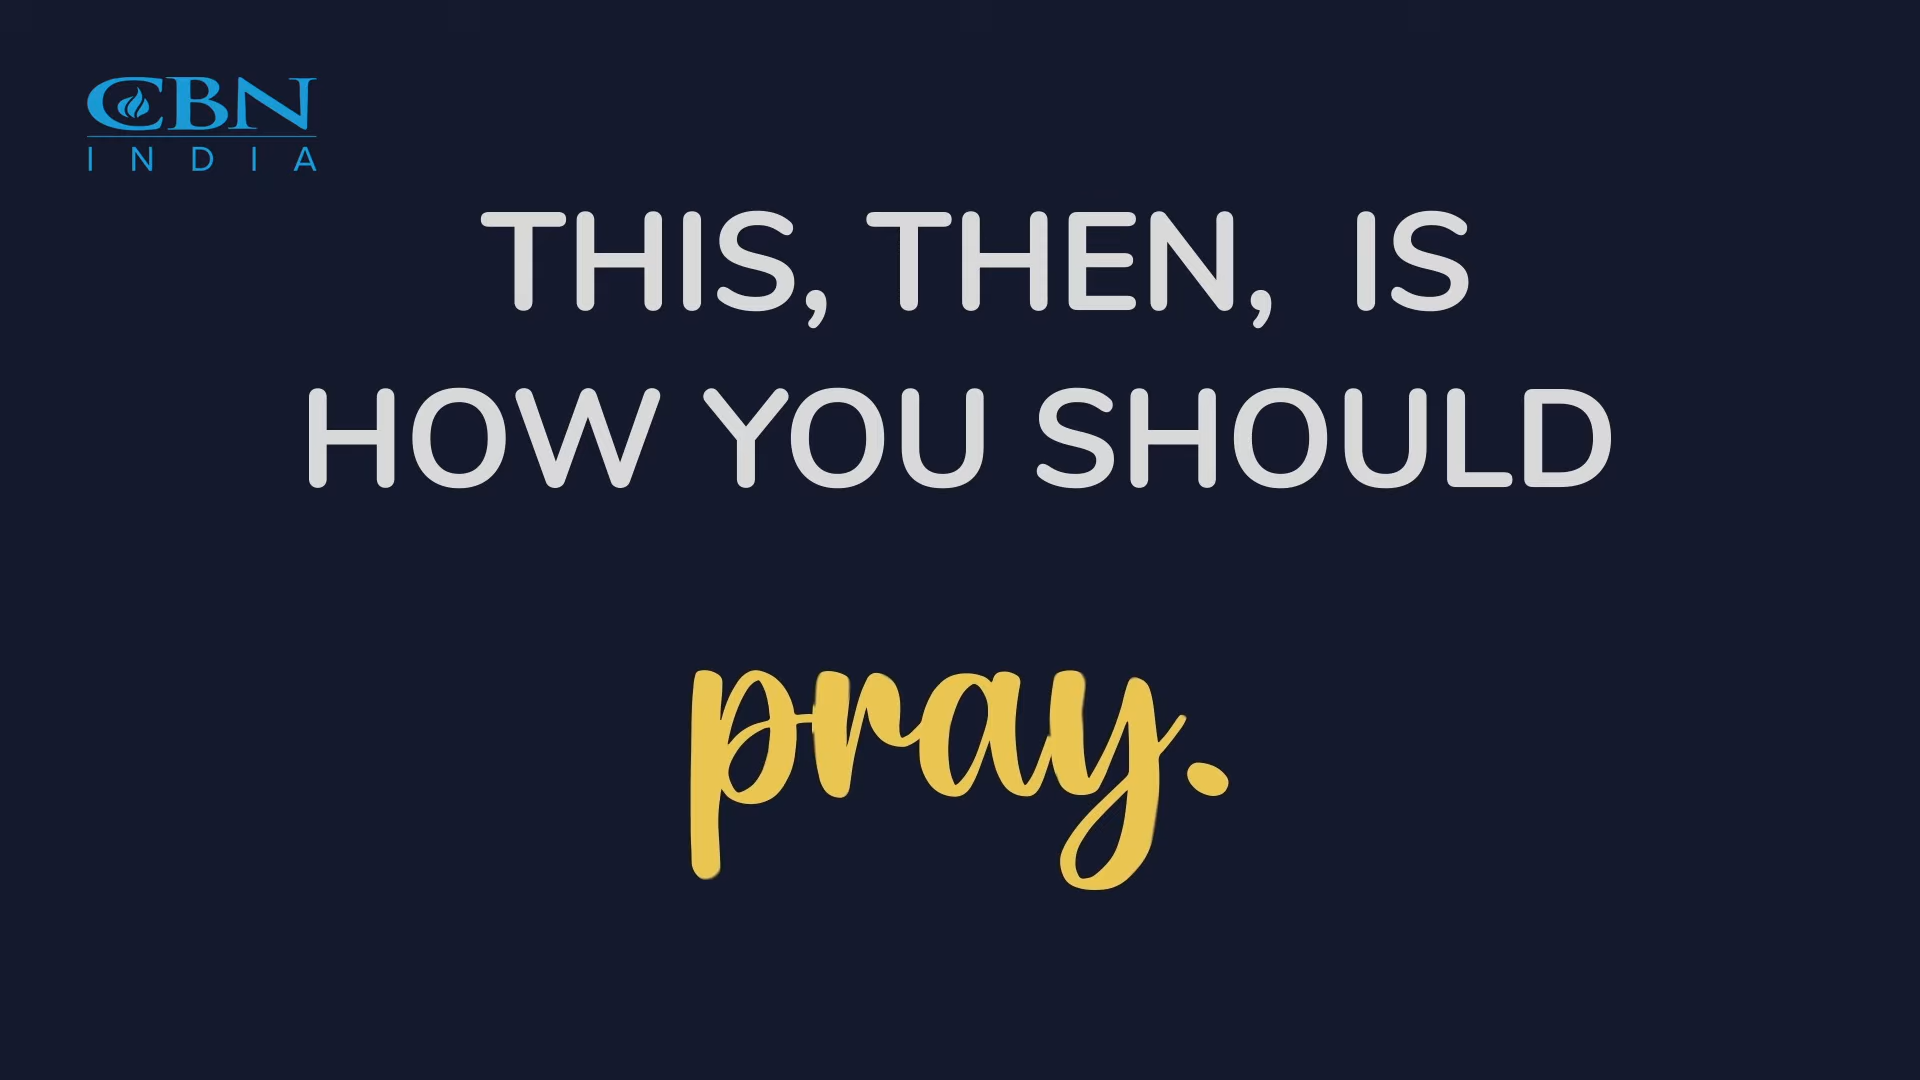 CBN
INDIA
THIS, THEN, IS
HOW YOU SHOULD
pray.